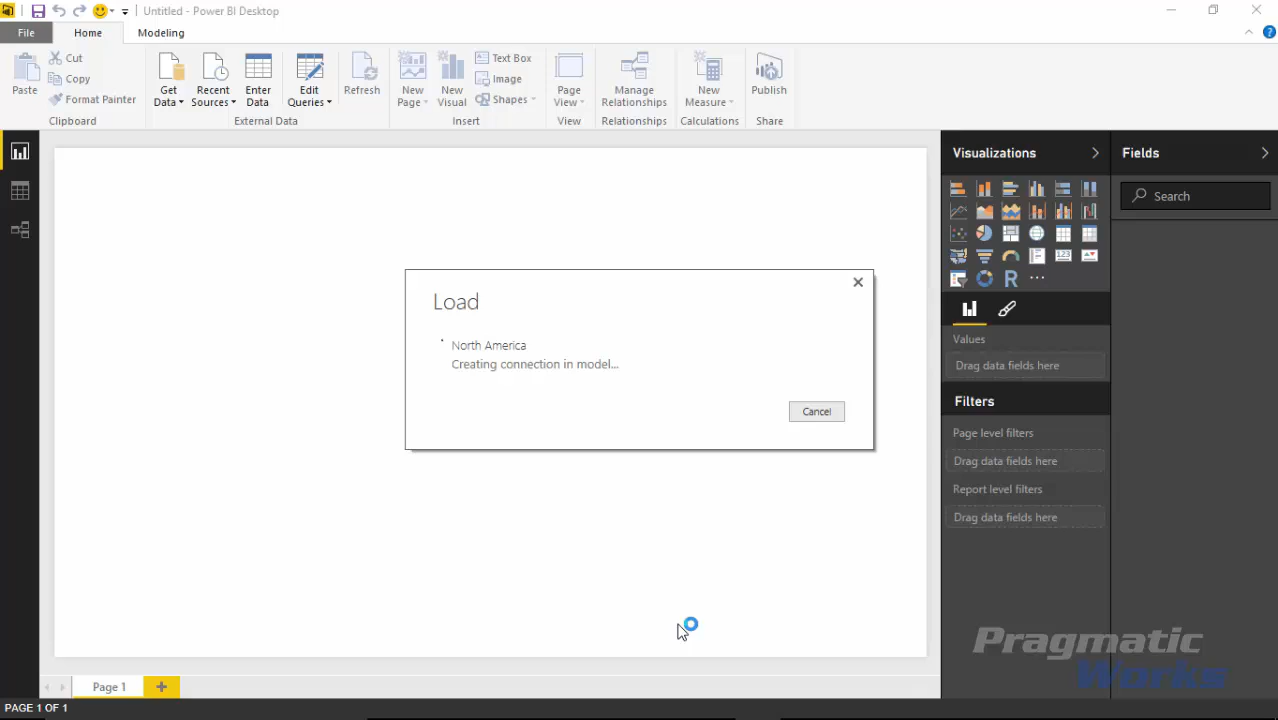 Untitled - Power BI Desktop
File Home Modeling
Paste
Cut
Copy
Format Painter
Clipboard
Get Data
Recent Sources
Enter Data
Edit Queries
External Data
Refresh
New Page
New Visual
Text Box
Image
Shapes
Insert
Page View
View
Manage Relationships
Relationships
New Measure
Calculations
Publish
Share
Load
North America
Creating connection in model...
Cancel
Visualizations
R
123
Values
Drag data fields here
Filters
Page level filters
Drag data fields here
Report level filters
Drag data fields here
Fields
Search
Pragmatic
Works
Page 1
PAGE 1 OF 1